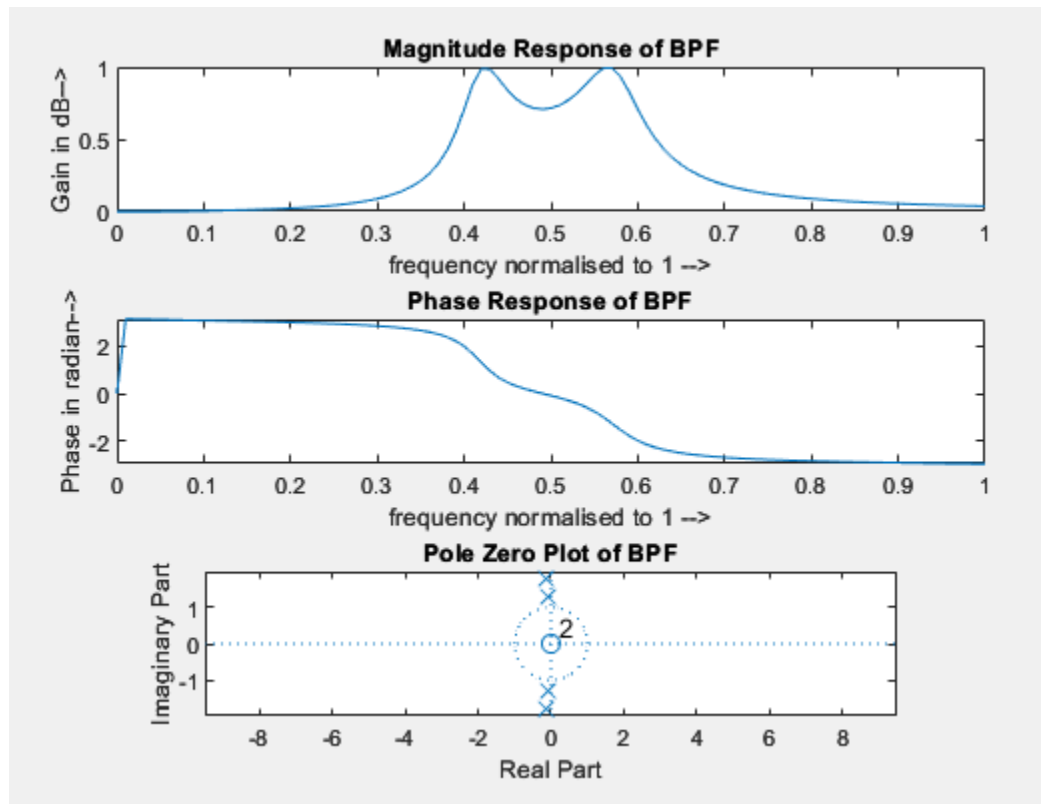 Magnitude Response of BPF
Gain in dB-->
1
0.5
0
0 0.1 0.2 0.3 0.4 0.5 0.6 0.7 0.8 0.9 1
frequency normalised to 1 -->
Phase Response of BPF
Phase in radian-->
2
0
-2
0 0.1 0.2 0.3 0.4 0.5 0.6 0.7 0.8 0.9 1
frequency normalised to 1 -->
Pole Zero Plot of BPF
Imaginary Part
1
0
-1
2
-8 -6 -4 -2 0 2 4 6 8
Real Part